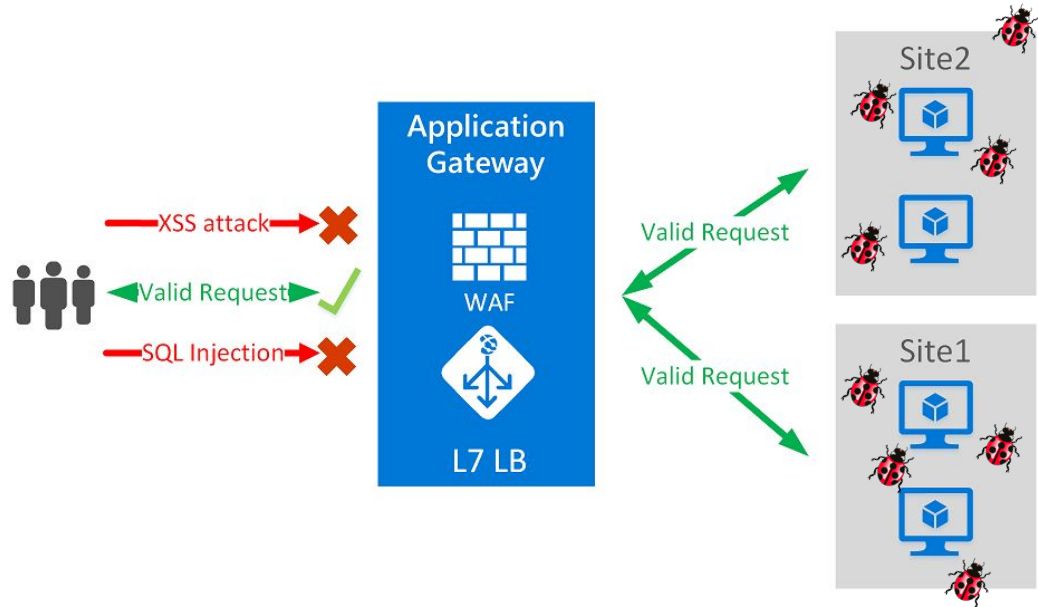 Application
Gateway
XSS attack
Valid Request
SQL Injection
WAF
L7 LB
Valid Request
Valid Request
Site2
Site1